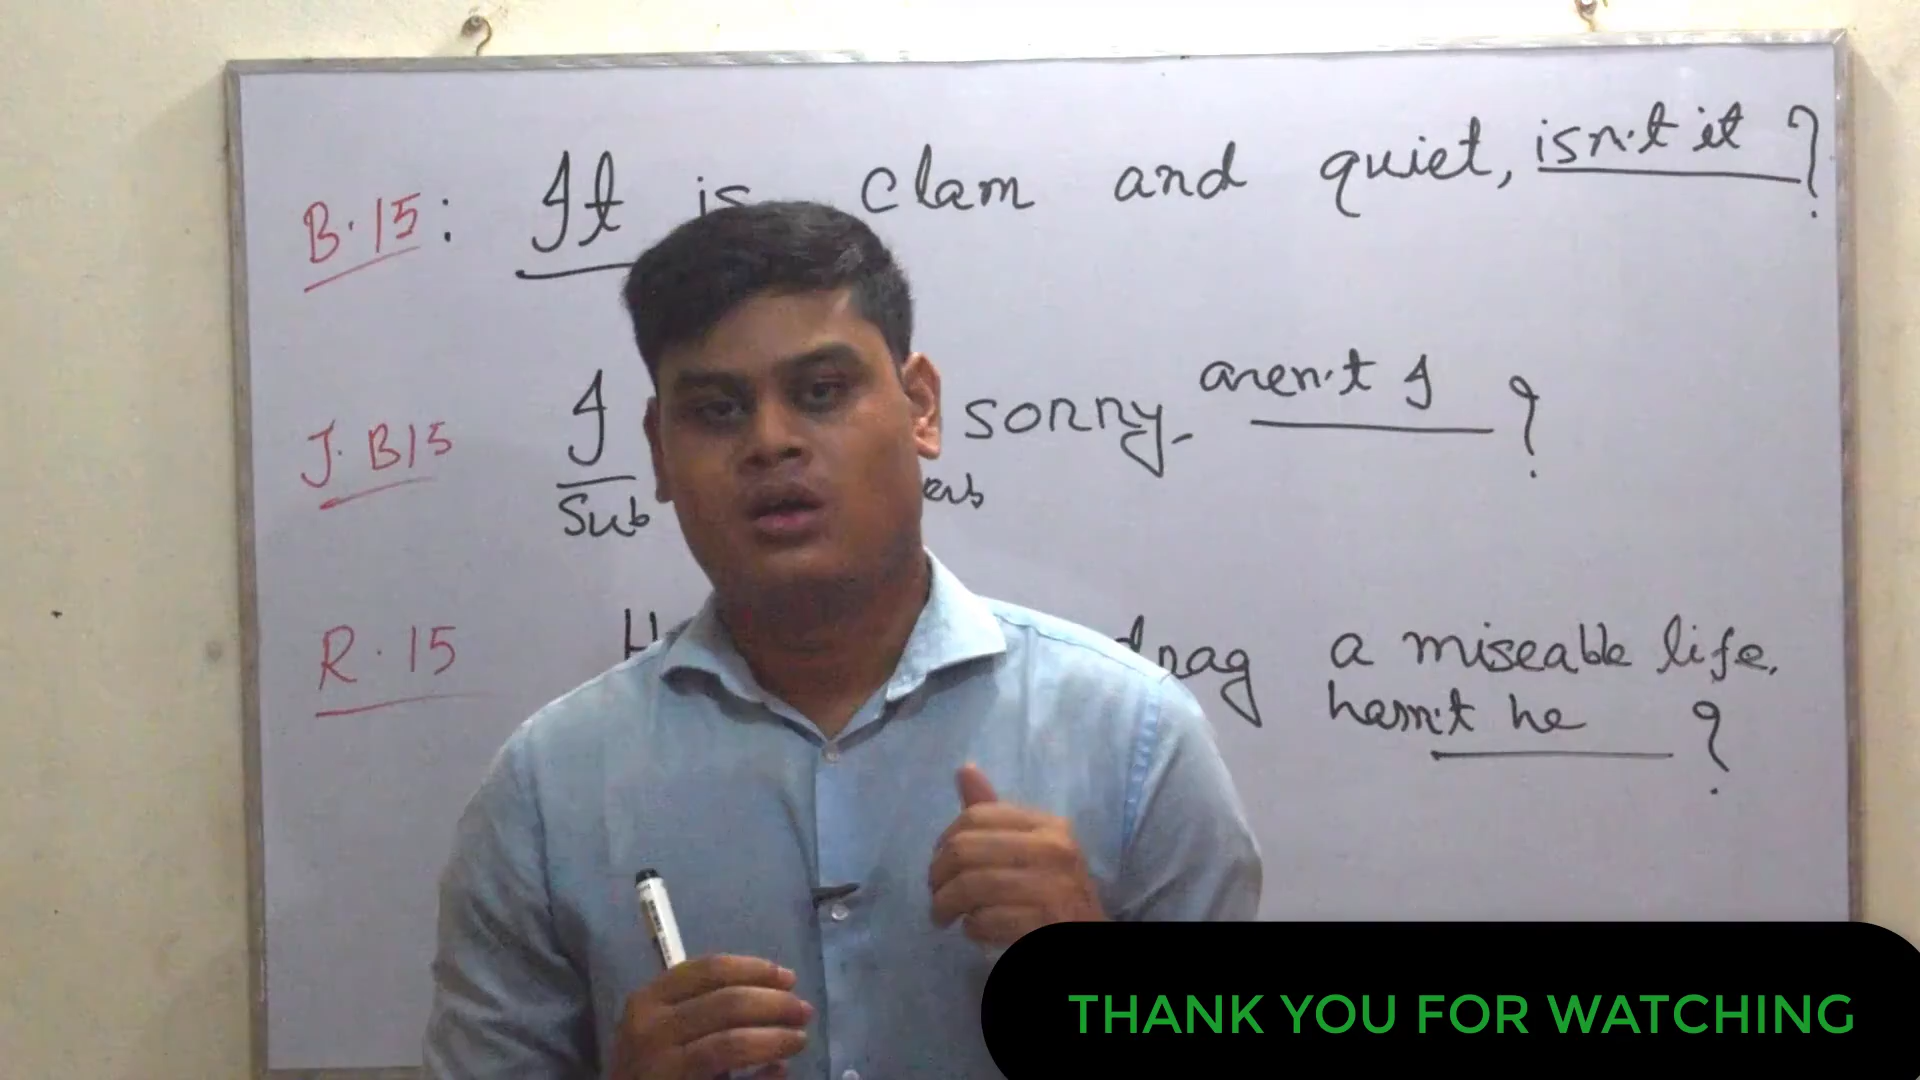 B.15: It is clam and quiet, isn't it ?
J.B15 I sorry. aren't I ?
Sub
R.15 a miseable life,
hasn't he ?
THANK YOU FOR WATCHING